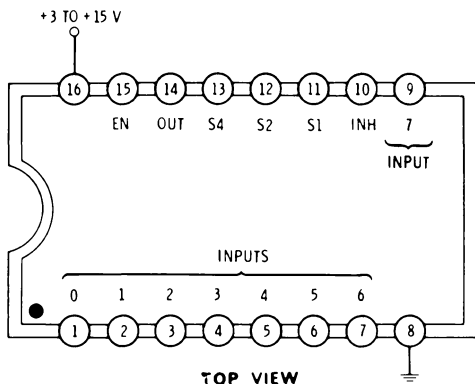 +3 TO +15 V
16 15 14 13 12 11 10 9
EN OUT S4 S2 S1 INH 7
INPUT
INPUTS
0 1 2 3 4 5 6
1 2 3 4 5 6 7 8
TOP VIEW